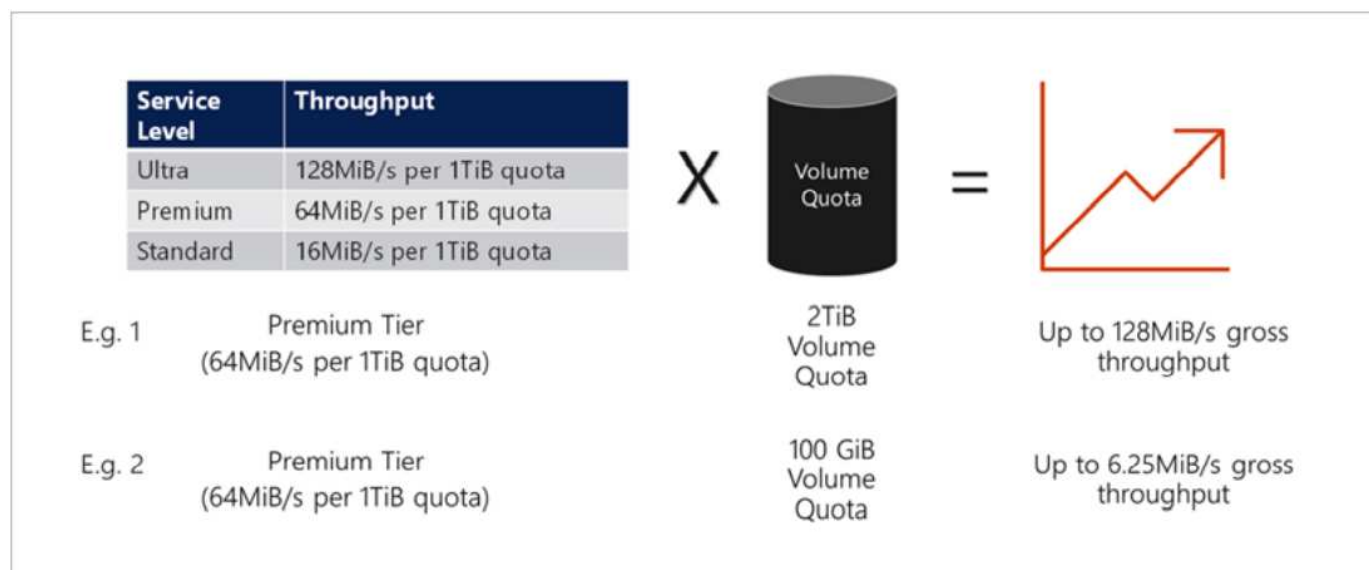 Service Level Throughput
Ultra 128MiB/s per 1TiB quota
Premium 64MiB/s per 1TiB quota
Standard 16MiB/s per 1TiB quota
X
Volume
Quota
=
E.g. 1
Premium Tier
(64MiB/s per 1TiB quota)
2TiB
Volume
Quota
Up to 128MiB/s gross
throughput
E.g. 2
Premium Tier
(64MiB/s per 1TiB quota)
100 GiB
Volume
Quota
Up to 6.25MiB/s gross
throughput